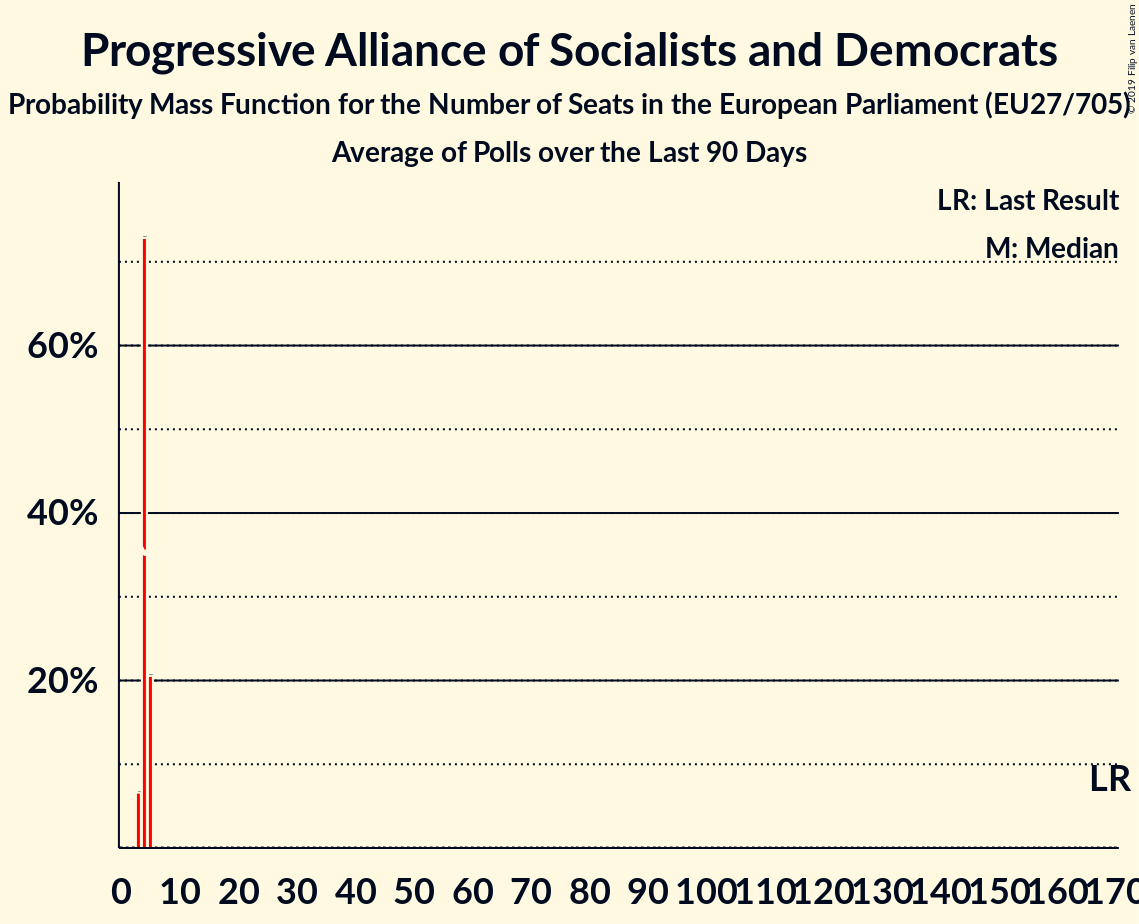 Progressive Alliance of Socialists and Democrats
Probability Mass Function for the Number of Seats in the European Parliament (EU27/705)
Average of Polls over the Last 90 Days
© 2019 Filip van Laenen
LR: Last Result
M: Median
60%
40%
20%
LR
0 10 20 30 40 50 60 70 80 90 100 110 120 130 140 150 160 170